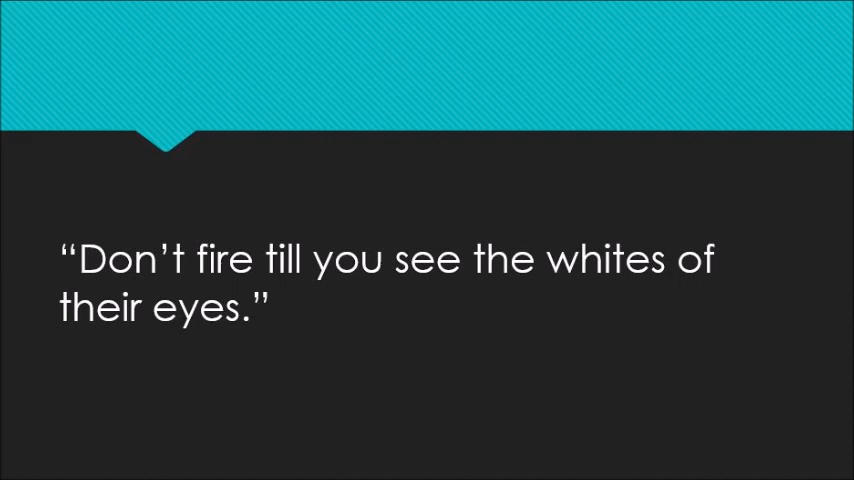 “Don’t fire till you see the whites of
their eyes.”